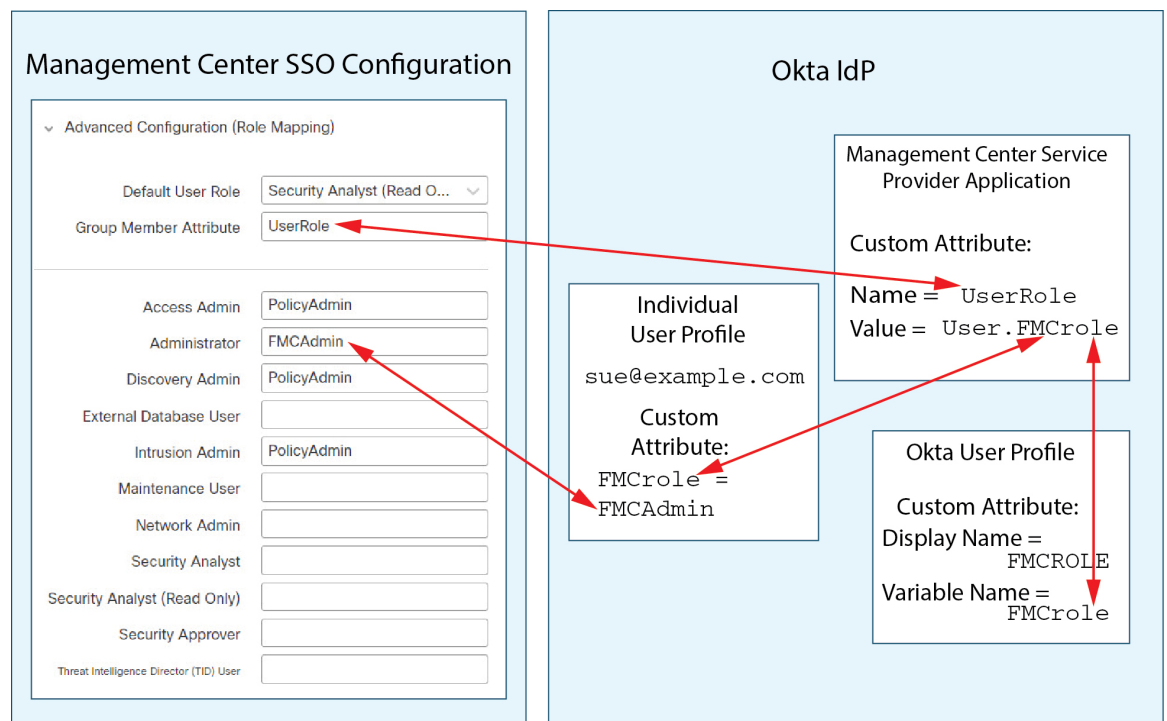 Management Center SSO Configuration
Advanced Configuration (Role Mapping)
Default User Role Security Analyst (Read O...
Group Member Attribute UserRole
Access Admin PolicyAdmin
Administrator FMCAdmin
Discovery Admin PolicyAdmin
External Database User
Intrusion Admin PolicyAdmin
Maintenance User
Network Admin
Security Analyst
Security Analyst (Read Only)
Security Approver
Threat Intelligence Director (TID) User
Okta IdP
Individual
User Profile
sue@example.com
Custom
Attribute:
FMCrole =
FMCAdmin
Management Center Service
Provider Application
Custom Attribute:
Name = UserRole
Value = User.FMCrole
Okta User Profile
Custom Attribute:
Display Name =
FMCROLE
Variable Name =
FMCrole